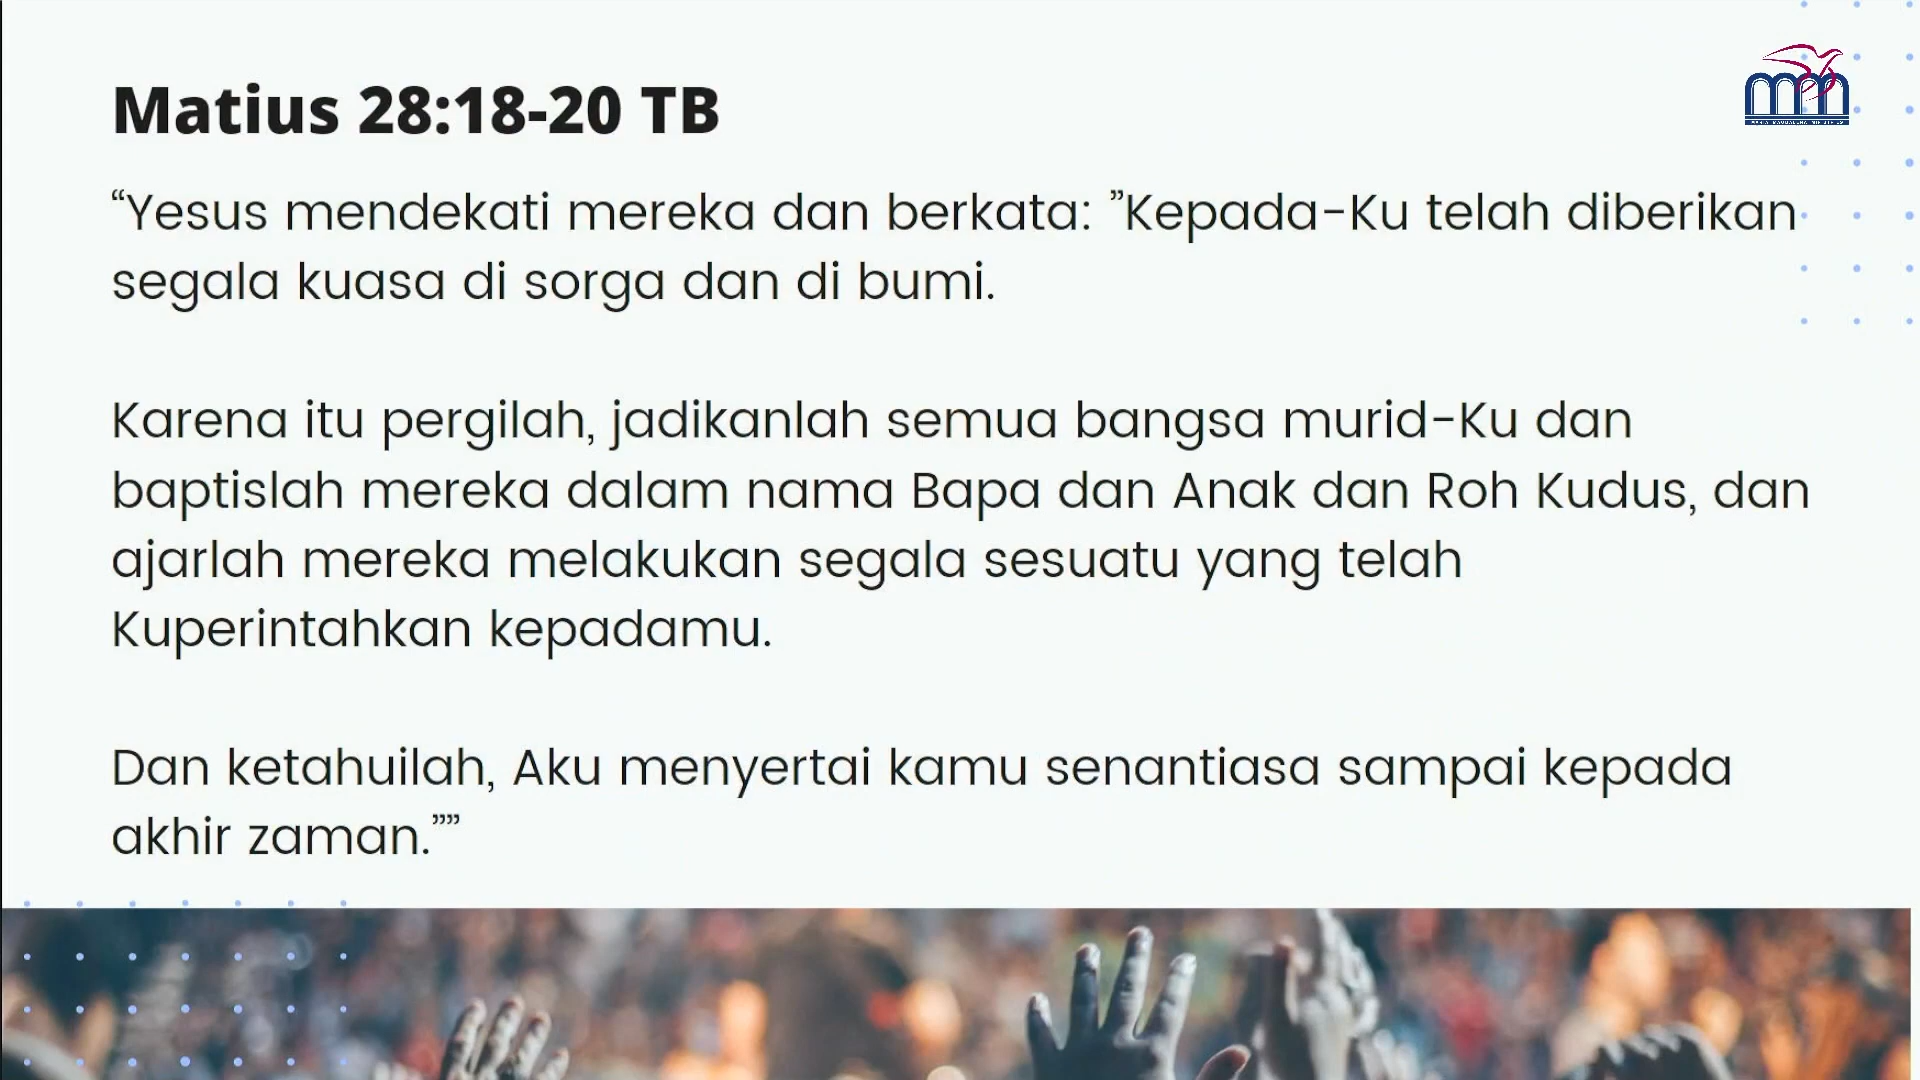 Matius 28:18-20 TB
“Yesus mendekati mereka dan berkata: ”Kepada-Ku telah diberikan
segala kuasa di sorga dan di bumi.
Karena itu pergilah, jadikanlah semua bangsa murid-Ku dan
baptislah mereka dalam nama Bapa dan Anak dan Roh Kudus, dan
ajarlah mereka melakukan segala sesuatu yang telah
Kuperintahkan kepadamu.
Dan ketahuilah, Aku menyertai kamu senantiasa sampai kepada
akhir zaman.””